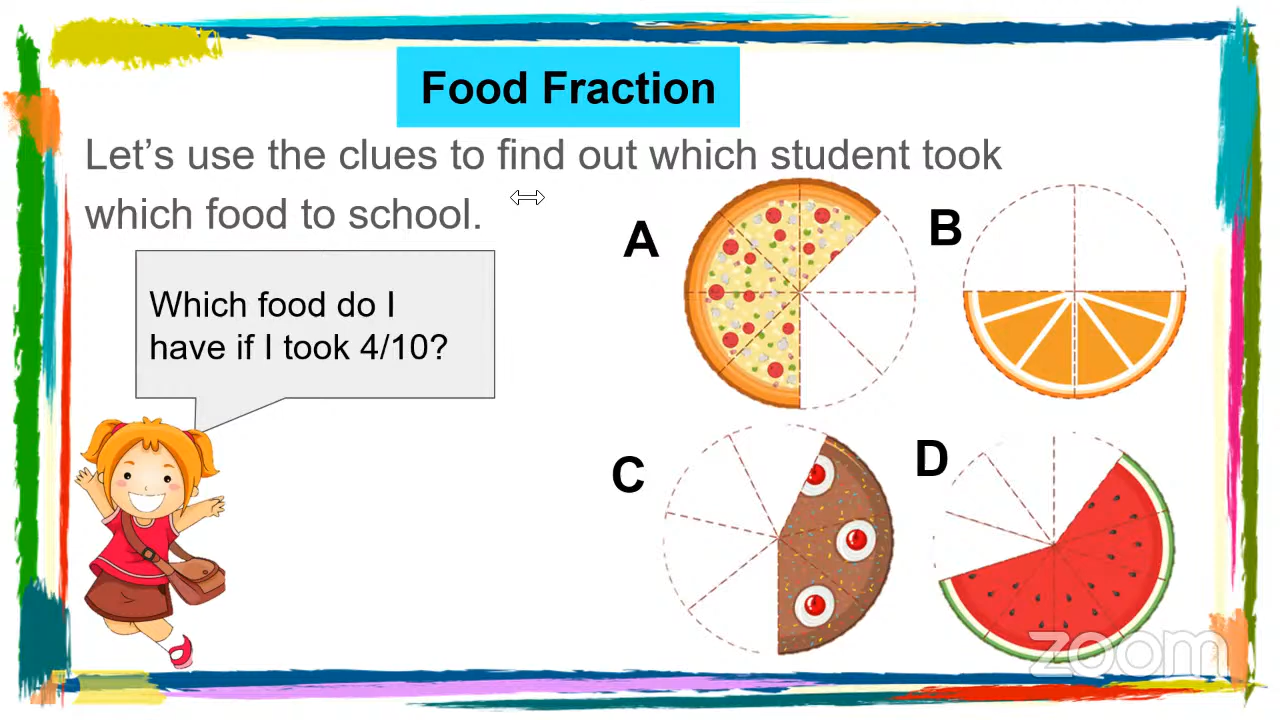 Food Fraction
Let's use the clues to find out which student took
which food to school.
Which food do I
have if I took 4/10?
A
B
C
D
zoom